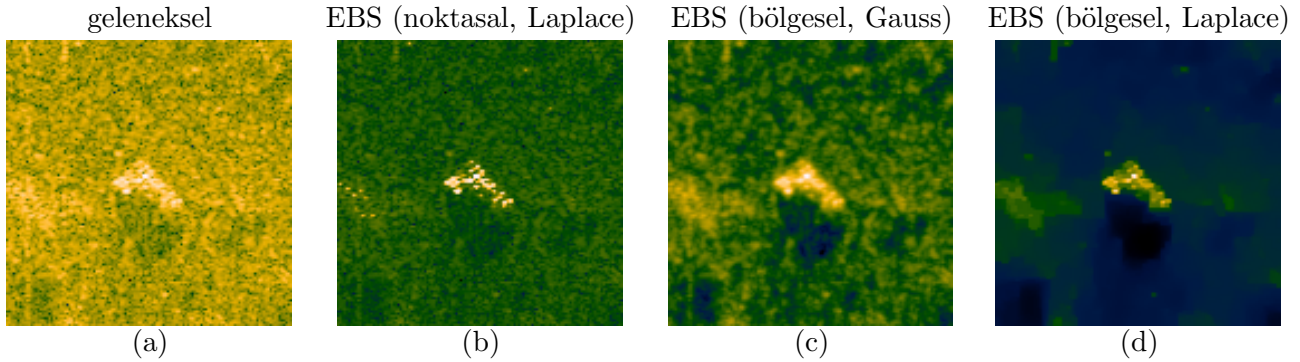 geleneksel EBS (noktasal, Laplace) EBS (bölgesel, Gauss) EBS (bölgesel, Laplace)
(a) (b) (c) (d)